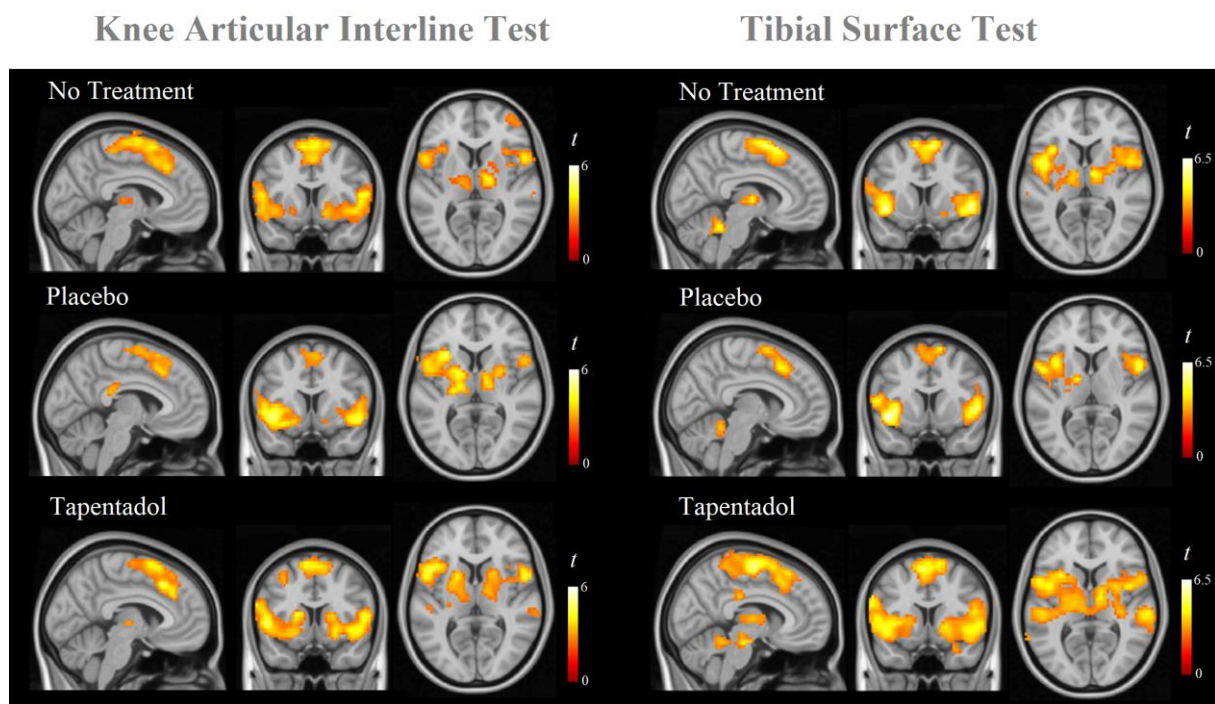 Knee Articular Interline Test
Tibial Surface Test
No Treatment
t
6
0
No Treatment
t
6.5
0
Placebo
t
6
0
Placebo
t
6.5
0
Tapentadol
t
6
0
Tapentadol
t
6.5
0